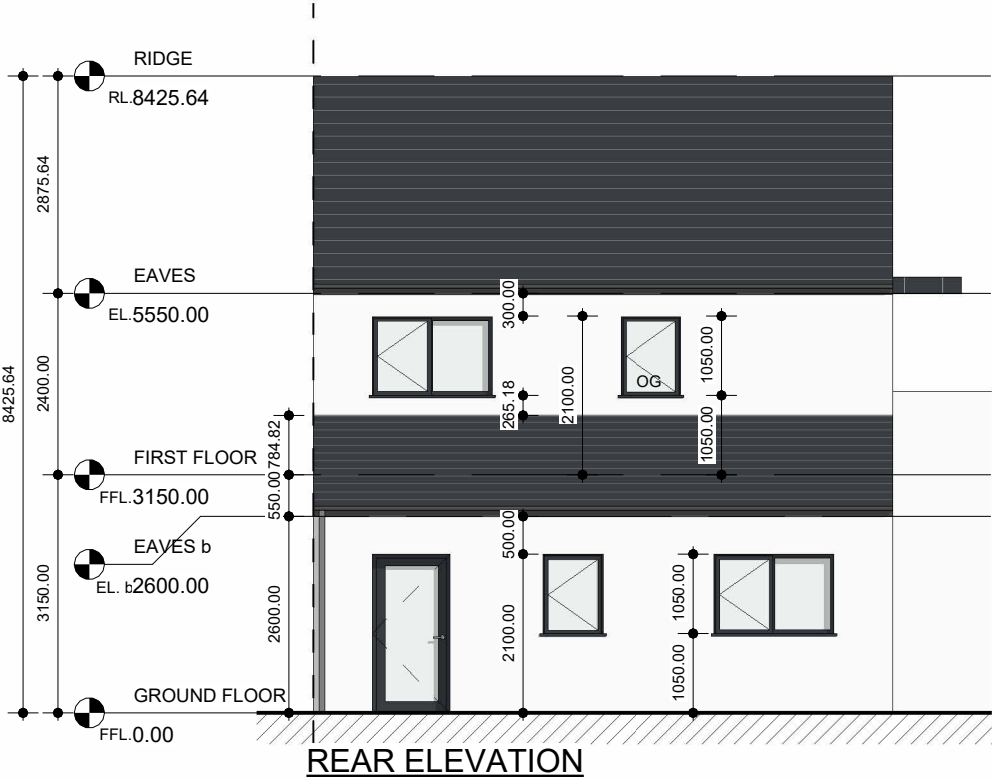 RIDGE
RL.8425.64
2875.64
EAVES
EL.5550.00
300.00
8425.64
2400.00
1050.00
OG
2100.00
265.18
1050.00
784.82
FIRST FLOOR
FFL.3150.00
550.00
500.00
EAVES b
EL. b2600.00
3150.00
2600.00
2100.00
1050.00
1050.00
GROUND FLOOR
FFL.0.00
REAR ELEVATION